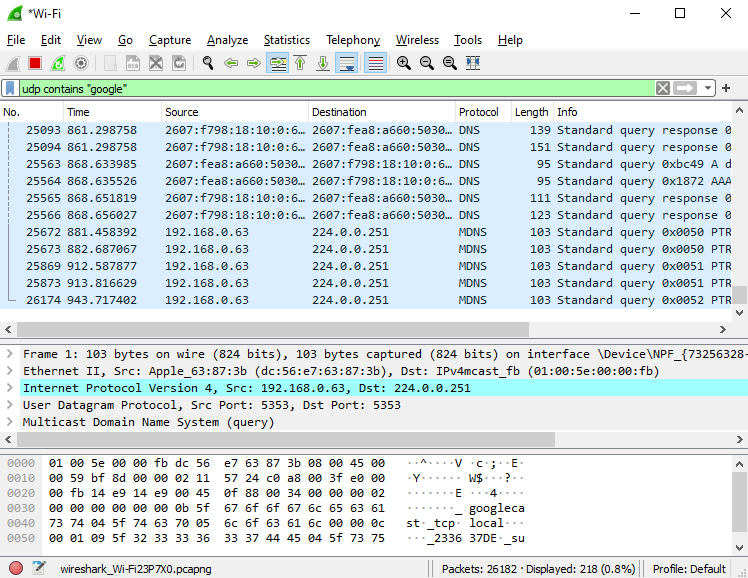 *Wi-Fi
File Edit View Go Capture Analyze Statistics Telephony Wireless Tools Help
udp contains "google"
No. Time Source Destination Protocol Length Info
25093 861.298758 2607:f798:18:10:0:6… 2607:fea8:a660:5030… DNS 139 Standard query response 0
25094 861.298758 2607:f798:18:10:0:6… 2607:fea8:a660:5030… DNS 151 Standard query response 0
25563 868.633985 2607:fea8:a660:5030… 2607:f798:18:10:0:6… DNS 95 Standard query 0xbc49 A d
25564 868.635526 2607:fea8:a660:5030… 2607:f798:18:10:0:6… DNS 95 Standard query 0x1872 AAA
25565 868.651819 2607:f798:18:10:0:6… 2607:fea8:a660:5030… DNS 111 Standard query response 0
25566 868.656027 2607:f798:18:10:0:6… 2607:fea8:a660:5030… DNS 123 Standard query response 0
25672 881.458392 192.168.0.63 224.0.0.251 MDNS 103 Standard query 0x0050 PTR
25673 882.687067 192.168.0.63 224.0.0.251 MDNS 103 Standard query 0x0050 PTR
25869 912.587877 192.168.0.63 224.0.0.251 MDNS 103 Standard query 0x0051 PTR
25873 913.816629 192.168.0.63 224.0.0.251 MDNS 103 Standard query 0x0051 PTR
26174 943.717402 192.168.0.63 224.0.0.251 MDNS 103 Standard query 0x0052 PTR
Frame 1: 103 bytes on wire (824 bits), 103 bytes captured (824 bits) on interface \Device\NPF_{73256328-
Ethernet II, Src: Apple_63:87:3b (dc:56:e7:63:87:3b), Dst: IPv4mcast_fb (01:00:5e:00:00:fb)
Internet Protocol Version 4, Src: 192.168.0.63, Dst: 224.0.0.251
User Datagram Protocol, Src Port: 5353, Dst Port: 5353
Multicast Domain Name System (query)
0000 01 00 5e 00 00 fb dc 56 e7 63 87 3b 08 00 45 00 ··^····V ·c·;··E·
0010 00 59 bf 8d 00 00 02 11 57 24 c0 a8 00 3f e0 00 ·Y······ W$···?··
0020 00 fb 14 e9 14 e9 00 45 0f 88 00 34 00 00 00 02 ·······E ···4····
0030 00 00 00 00 00 00 0b 5f 67 6f 6f 67 6c 65 63 61 ·······_ googleca
0040 73 74 04 5f 74 63 70 05 6c 6f 63 61 6c 00 00 0c st·_tcp· local···
0050 00 01 09 5f 32 33 33 36 33 37 44 45 04 5f 73 75 ···_2336 37DE·_su
wireshark_Wi-Fi23P7X0.pcapng Packets: 26182 · Displayed: 218 (0.8%) Profile: Default